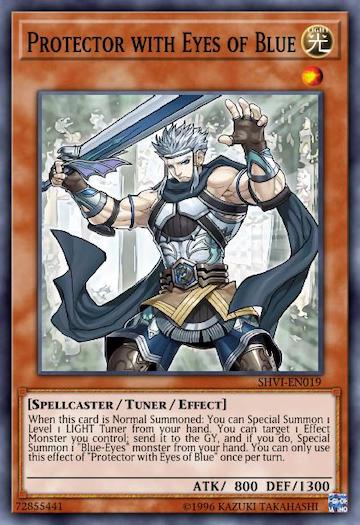 Protector with Eyes of Blue
LIGHT
光
SHVI-EN019
[Spellcaster / Tuner / Effect]
When this card is Normal Summoned: You can Special Summon 1
Level 1 LIGHT Tuner from your hand. You can target 1 Effect
Monster you control; send it to the GY, and if you do, Special
Summon 1 "Blue-Eyes" monster from your hand. You can only use
this effect of "Protector with Eyes of Blue" once per turn.
ATK/ 800 DEF/1300
72855441
©1996 KAZUKI TAKAHASHI